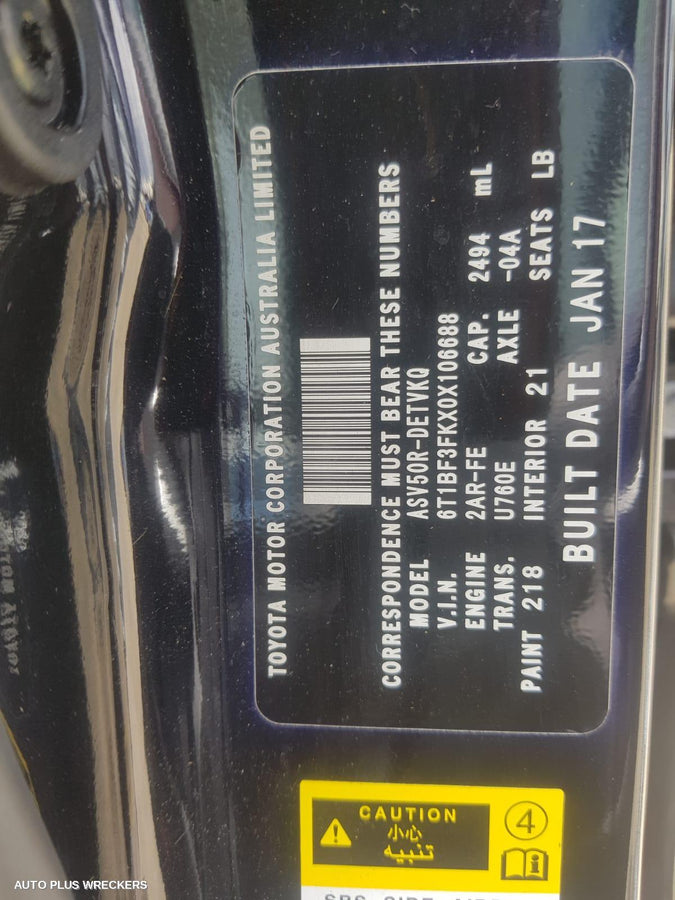 TOYOTA MOTOR CORPORATION AUSTRALIA LIMITED
CORRESPONDENCE MUST BEAR THESE NUMBERS
MODEL ASV50R-DETVKQ
V.I.N. 6T1BF3FKX0X106688
ENGINE 2AR-FE CAP. 2494 mL
TRANS. U760E AXLE -04A
PAINT 218 INTERIOR 21 SEATS LB
BUILT DATE JAN 17
CAUTION
小心
تنبيه
4
i
AUTO PLUS WRECKERS